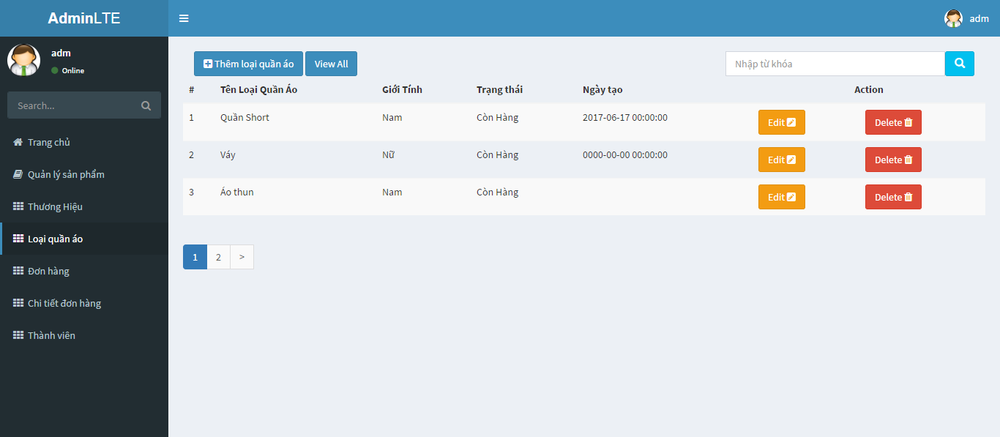 AdminLTE
adm
adm
Online
Search...
Trang chủ
Quản lý sản phẩm
Thương Hiệu
Loại quần áo
Đơn hàng
Chi tiết đơn hàng
Thành viên
Thêm loại quần áo View All Nhập từ khóa
# Tên Loại Quần Áo Giới Tính Trạng thái Ngày tạo Action
1 Quần Short Nam Còn Hàng 2017-06-17 00:00:00 Edit Delete
2 Váy Nữ Còn Hàng 0000-00-00 00:00:00 Edit Delete
3 Áo thun Nam Còn Hàng Edit Delete
1 2 >